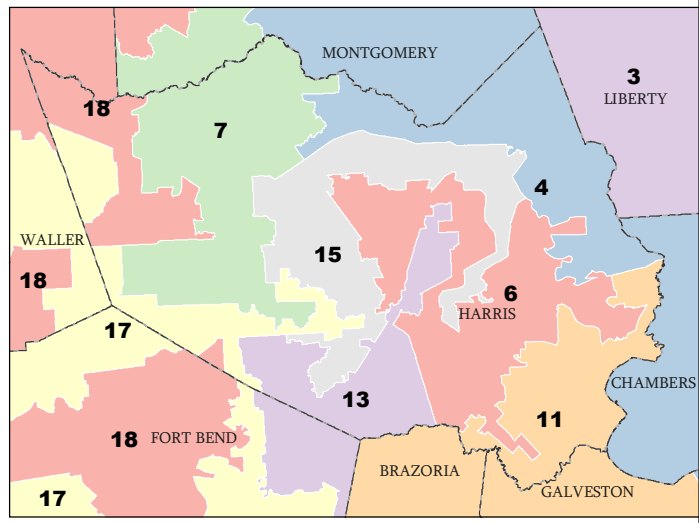 MONTGOMERY
3
LIBERTY
18
7
4
WALLER
15
18
6
HARRIS
17
CHAMBERS
13
11
18 FORT BEND
BRAZORIA
17
GALVESTON